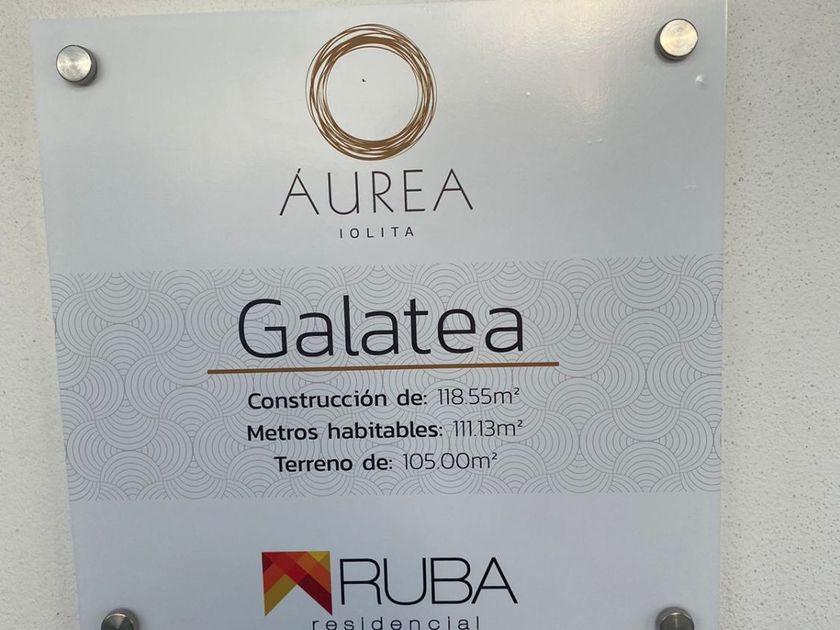 ÁUREA
IOLITA
Galatea
Construcción de: 118.55m²
Metros habitables: 111.13m²
Terreno de: 105.00m²
RUBA
residencial